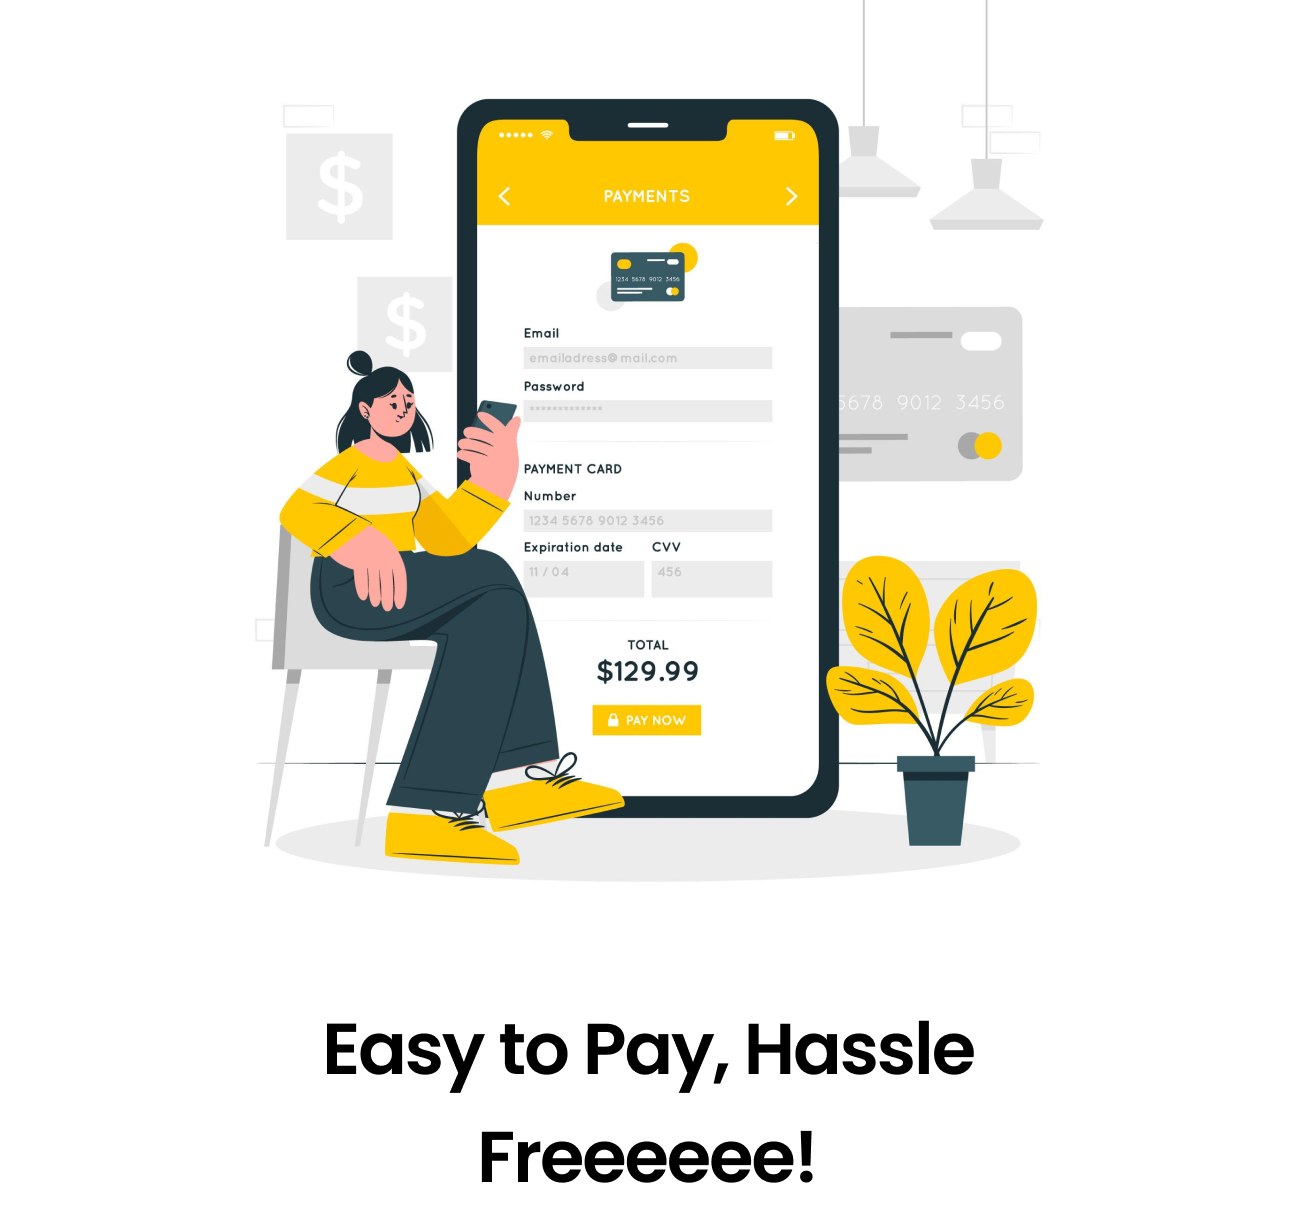 $
$
PAYMENTS
1234 5678 9012 3456
Email
emailadress@mail.com
Password
*************
PAYMENT CARD
Number
1234 5678 9012 3456
Expiration date CVV
11 / 04 456
5678 9012 3456
TOTAL
$129.99
PAY NOW
Easy to Pay, Hassle
Freeeeee!